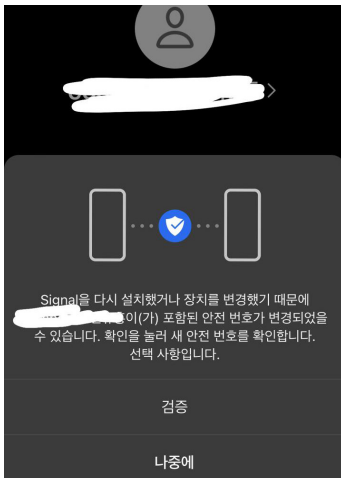 Signal을 다시 설치했거나 장치를 변경했기 때문에
포함된 안전 번호가 변경되었을
수 있습니다. 확인을 눌러 새 안전 번호를 확인합니다.
선택 사항입니다.
검증
나중에